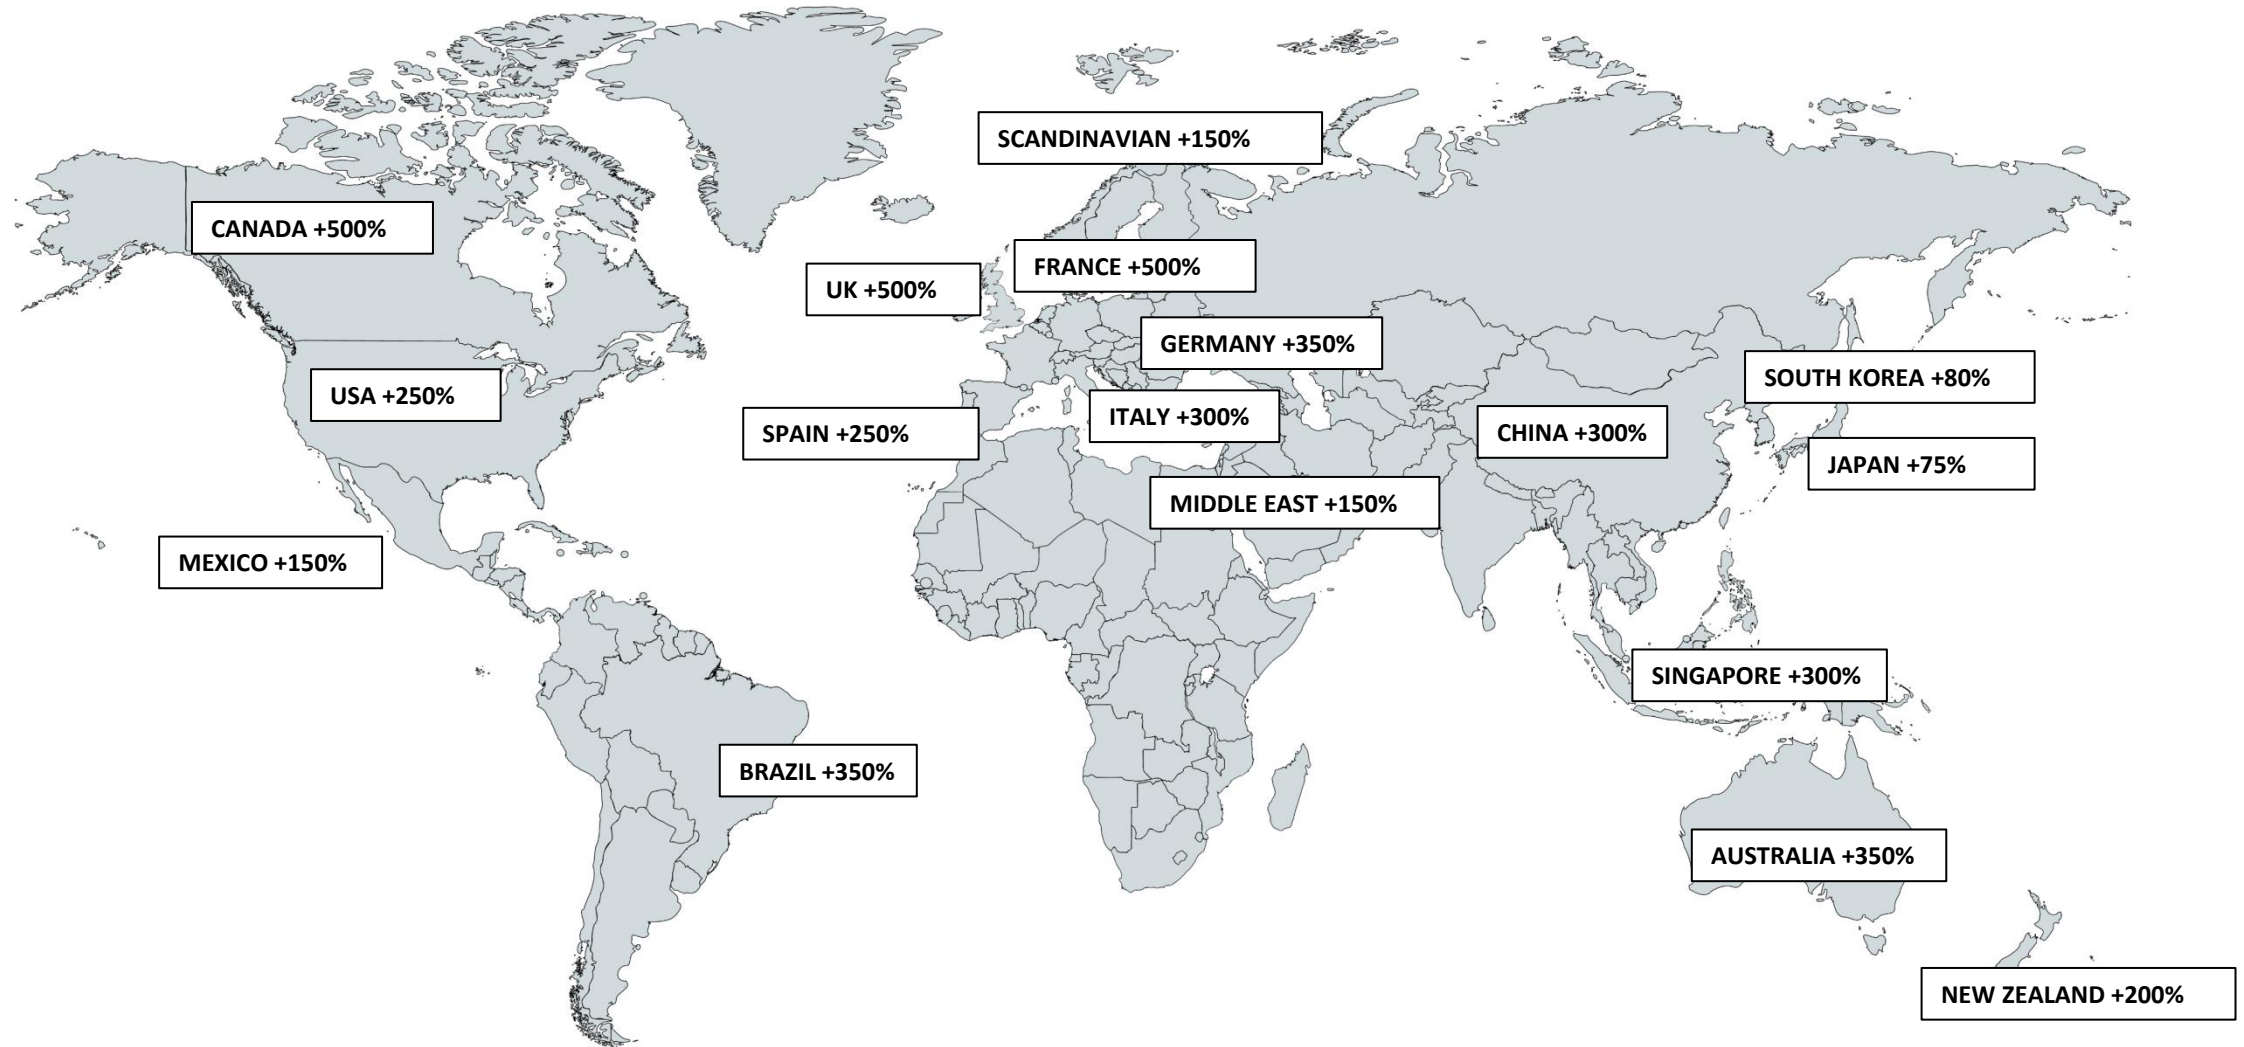 SCANDINAVIAN +150%
CANADA +500%
FRANCE +500%
UK +500%
GERMANY +350%
SOUTH KOREA +80%
USA +250%
ITALY +300%
SPAIN +250%
CHINA +300%
JAPAN +75%
MIDDLE EAST +150%
MEXICO +150%
SINGAPORE +300%
BRAZIL +350%
AUSTRALIA +350%
NEW ZEALAND +200%